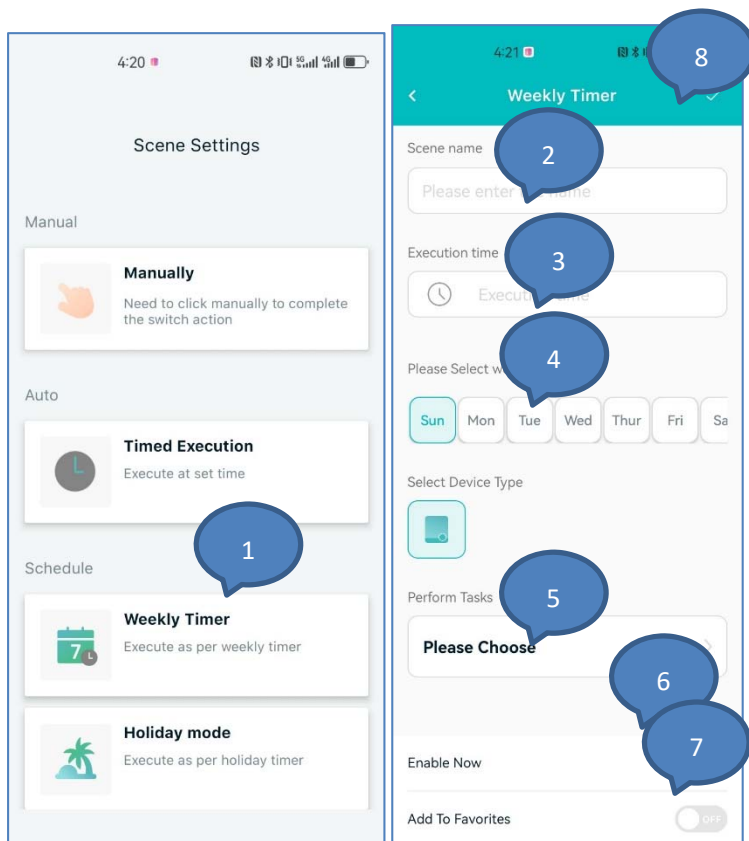 4:20
5G
4G
Scene Settings
Manual
Manually
Need to click manually to complete
the switch action
Auto
Timed Execution
Execute at set time
1
Schedule
Weekly Timer
7
Execute as per weekly timer
Holiday mode
Execute as per holiday timer
4:21
8
Weekly Timer
Scene name
2
Please enter
name
Execution time
3
4
Please Select
Sun Mon Tue Wed Thur Fri Sa
Select Device Type
Perform Tasks
5
Please Choose
6
7
Enable Now
Add To Favorites
OFF